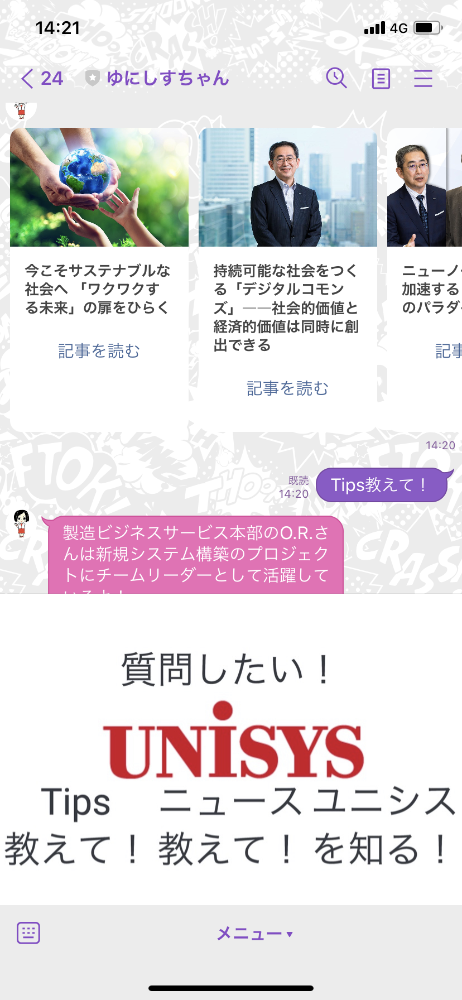 14:21
4G
24
ゆにしすちゃん
今こそサステナブルな
社会へ 「ワクワクす
る未来」の扉をひらく
記事を読む
持続可能な社会をつく
る「デジタルコモン
ズ」――社会的価値と
経済的価値は同時に創
出できる
記事を読む
ニューノー
加速する
のパラダ
記事
14:20
既読
14:20
Tips教えて！
製造ビジネスサービス本部のO.R.さ
んは新規システム構築のプロジェク
トにチームリーダーとして活躍して
いるよ！
質問したい！
UNiSYS
Tips ニュース ユニシス
教えて！ 教えて！ を知る！
メニュー▼